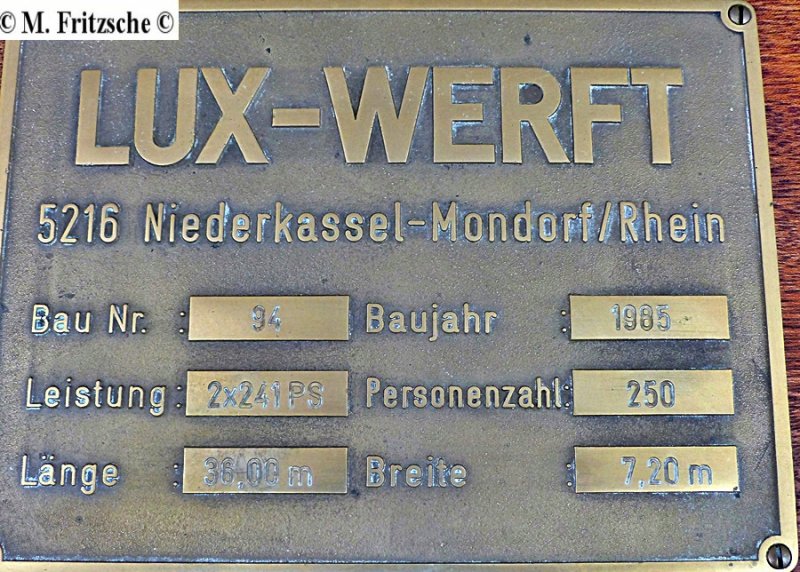 © M. Fritzsche ©
LUX-WERFT
5216 Niederkassel-Mondorf/Rhein
Bau Nr. : 94 Baujahr : 1985
Leistung : 2x241 PS Personenzahl : 250
Länge : 36,00 m Breite : 7,20 m